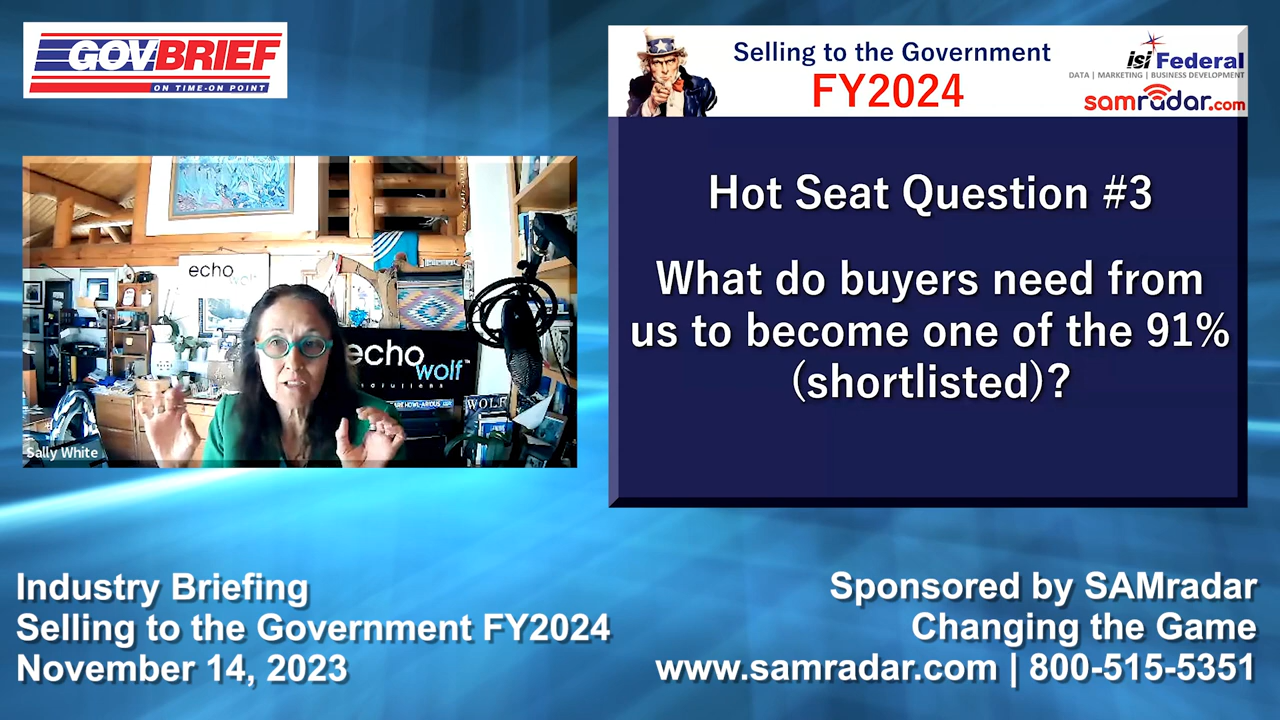 GOVBRIEF
ON TIME-ON POINT
Selling to the Government
FY2024
isiFederal
DATA | MARKETING | BUSINESS DEVELOPMENT
samradar.com
echo
wolf
echo
wolf™
solutions
WOLF
Sally White
Hot Seat Question #3
What do buyers need from
us to become one of the 91%
(shortlisted)?
Industry Briefing
Selling to the Government FY2024
November 14, 2023
Sponsored by SAMradar
Changing the Game
www.samradar.com | 800-515-5351